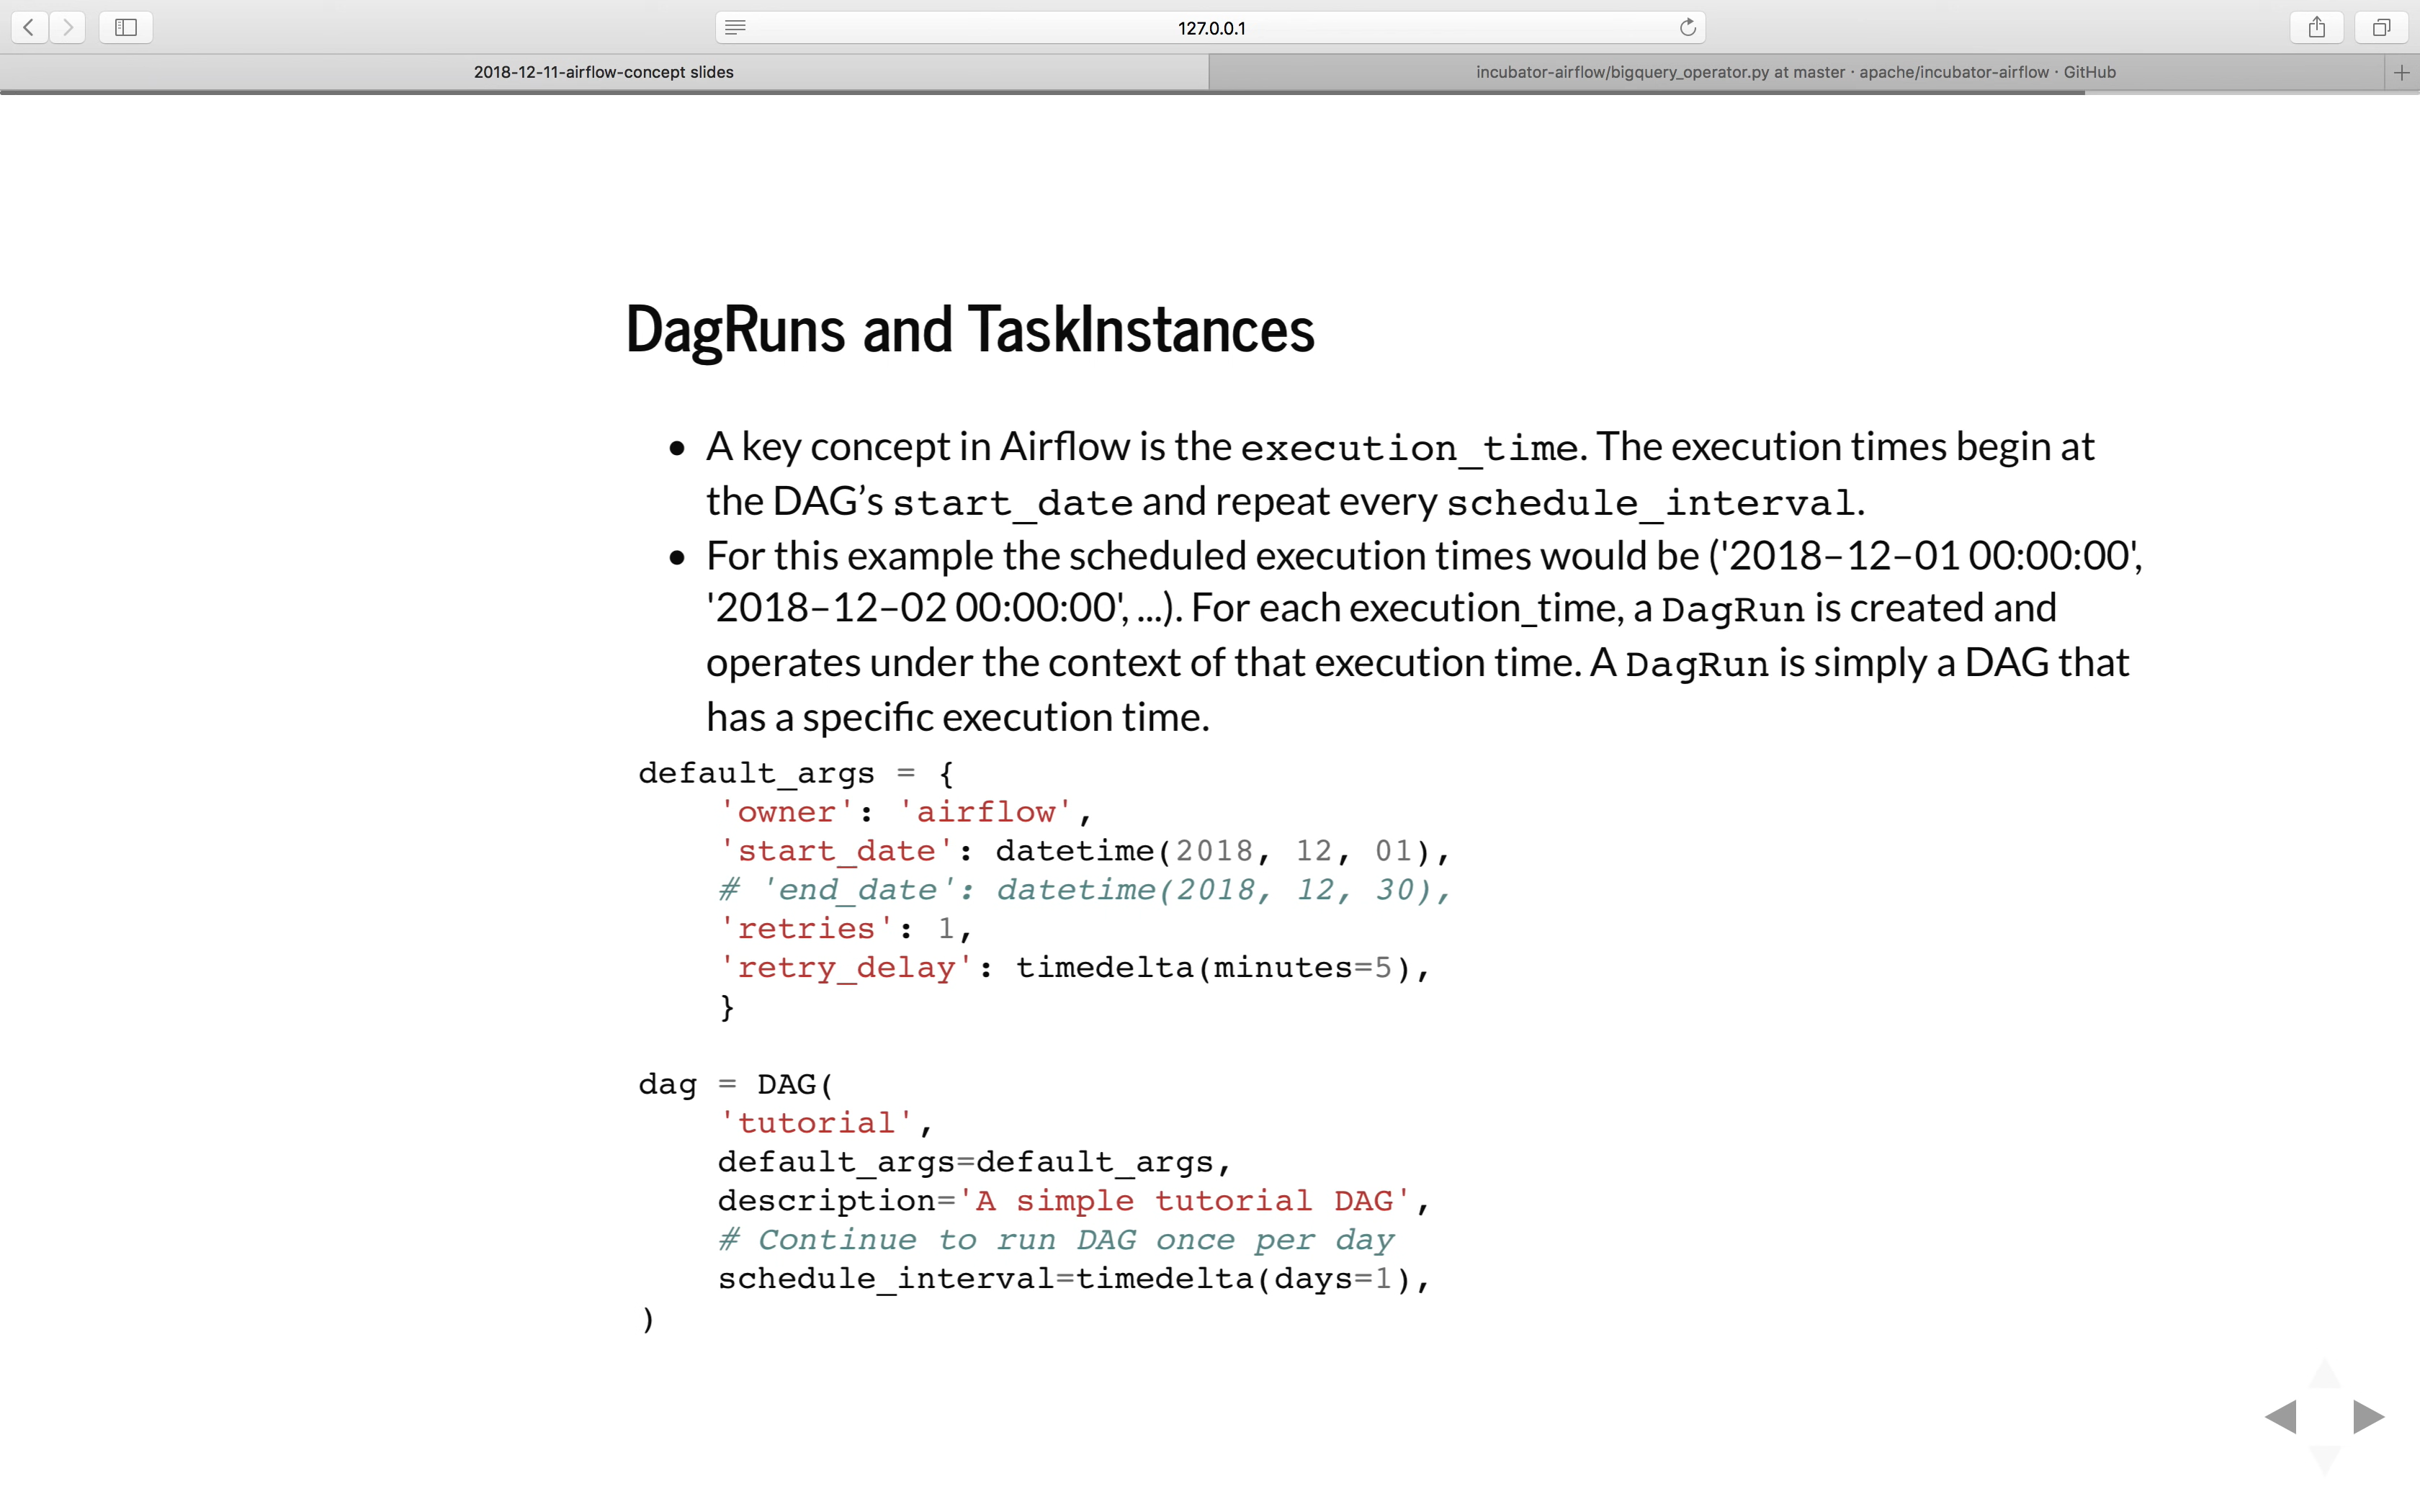 127.0.0.1
2018-12-11-airflow-concept slides
incubator-airflow/bigquery_operator.py at master · apache/incubator-airflow · GitHub
DagRuns and TaskInstances
• A key concept in Airflow is the execution_time. The execution times begin at
the DAG’s start_date and repeat every schedule_interval.
• For this example the scheduled execution times would be ('2018–12–01 00:00:00',
'2018–12–02 00:00:00', ...). For each execution_time, a DagRun is created and
operates under the context of that execution time. A DagRun is simply a DAG that
has a specific execution time.
default_args = {
    'owner': 'airflow',
    'start_date': datetime(2018, 12, 01),
    # 'end_date': datetime(2018, 12, 30),
    'retries': 1,
    'retry_delay': timedelta(minutes=5),
    }
dag = DAG(
    'tutorial',
    default_args=default_args,
    description='A simple tutorial DAG',
    # Continue to run DAG once per day
    schedule_interval=timedelta(days=1),
)